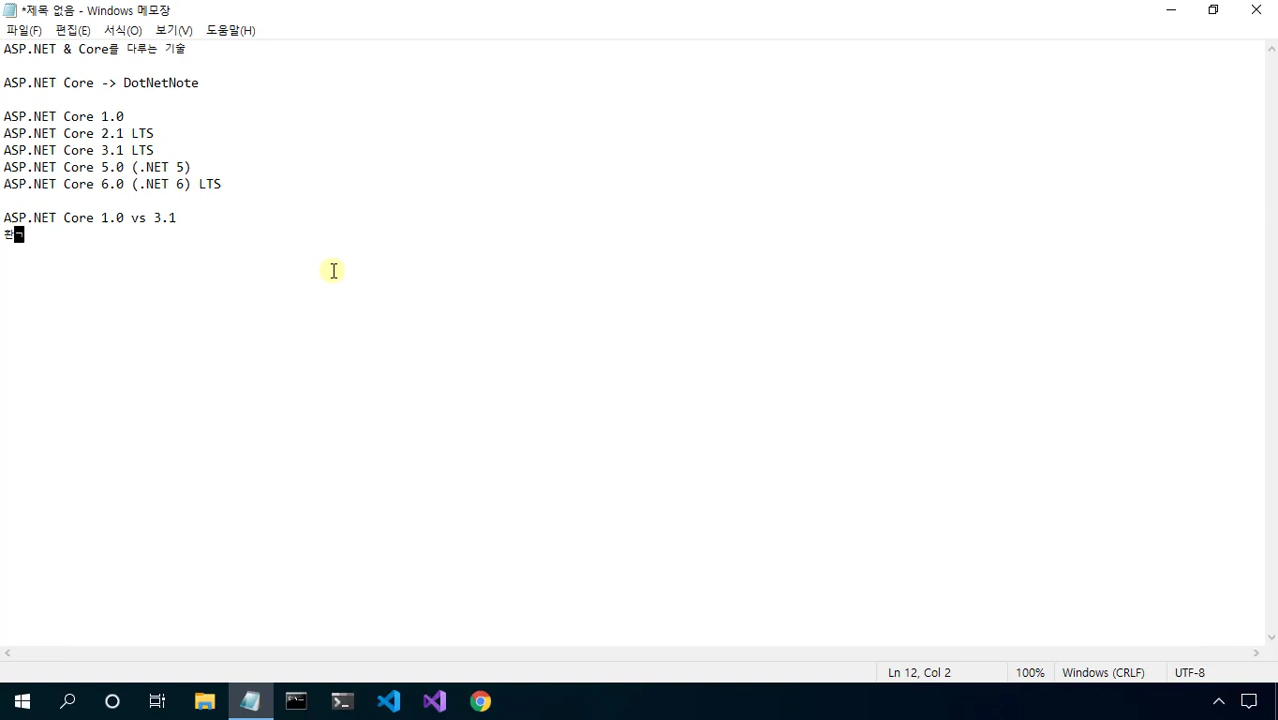 *제목 없음 - Windows 메모장
파일(F) 편집(E) 서식(O) 보기(V) 도움말(H)
ASP.NET & Core를 다루는 기술
ASP.NET Core -> DotNetNote
ASP.NET Core 1.0
ASP.NET Core 2.1 LTS
ASP.NET Core 3.1 LTS
ASP.NET Core 5.0 (.NET 5)
ASP.NET Core 6.0 (.NET 6) LTS
ASP.NET Core 1.0 vs 3.1
환ㄱ
Ln 12, Col 2 100% Windows (CRLF) UTF-8